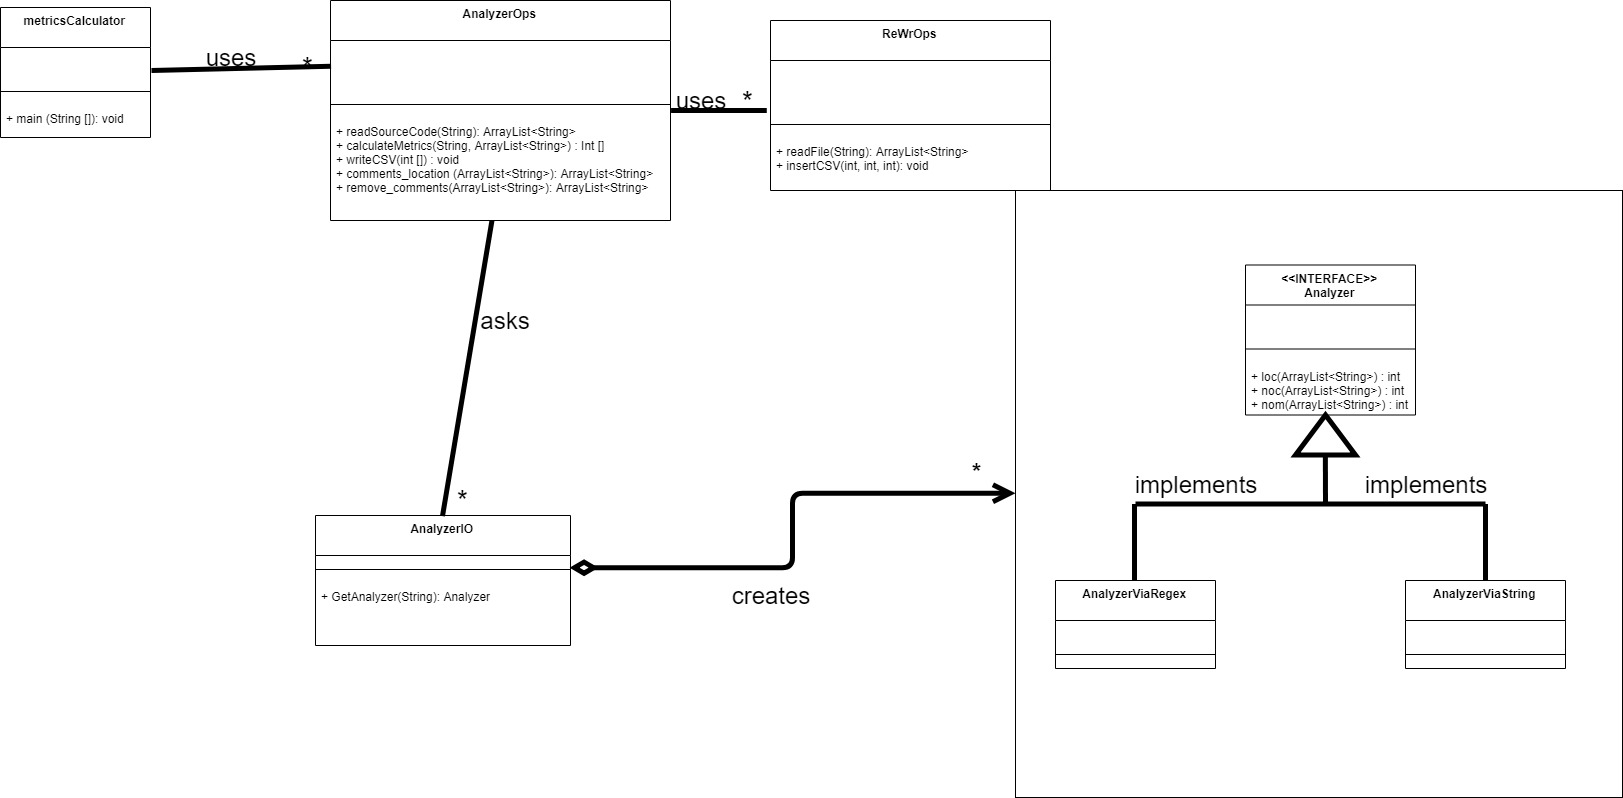 metricsCalculator
+ main (String []): void
uses
*
AnalyzerOps
+ readSourceCode(String): ArrayList<String>
+ calculateMetrics(String, ArrayList<String>) : Int []
+ writeCSV(int []) : void
+ comments_location (ArrayList<String>): ArrayList<String>
+ remove_comments(ArrayList<String>): ArrayList<String>
uses
*
ReWrOps
+ readFile(String): ArrayList<String>
+ insertCSV(int, int, int): void
asks
*
AnalyzerIO
+ GetAnalyzer(String): Analyzer
creates
*
<<INTERFACE>>
Analyzer
+ loc(ArrayList<String>) : int
+ noc(ArrayList<String>) : int
+ nom(ArrayList<String>) : int
implements
implements
AnalyzerViaRegex
AnalyzerViaString